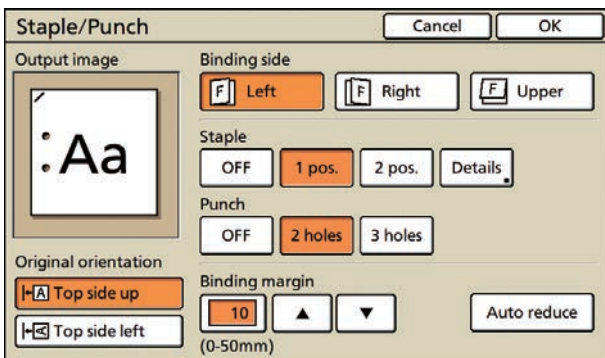 Staple/Punch Cancel OK
Output image
Aa
Binding side
F Left F Right F Upper
Staple
OFF 1 pos. 2 pos. Details
Punch
OFF 2 holes 3 holes
Original orientation
A Top side up
A Top side left
Binding margin
10 ▲ ▼ Auto reduce
(0-50mm)